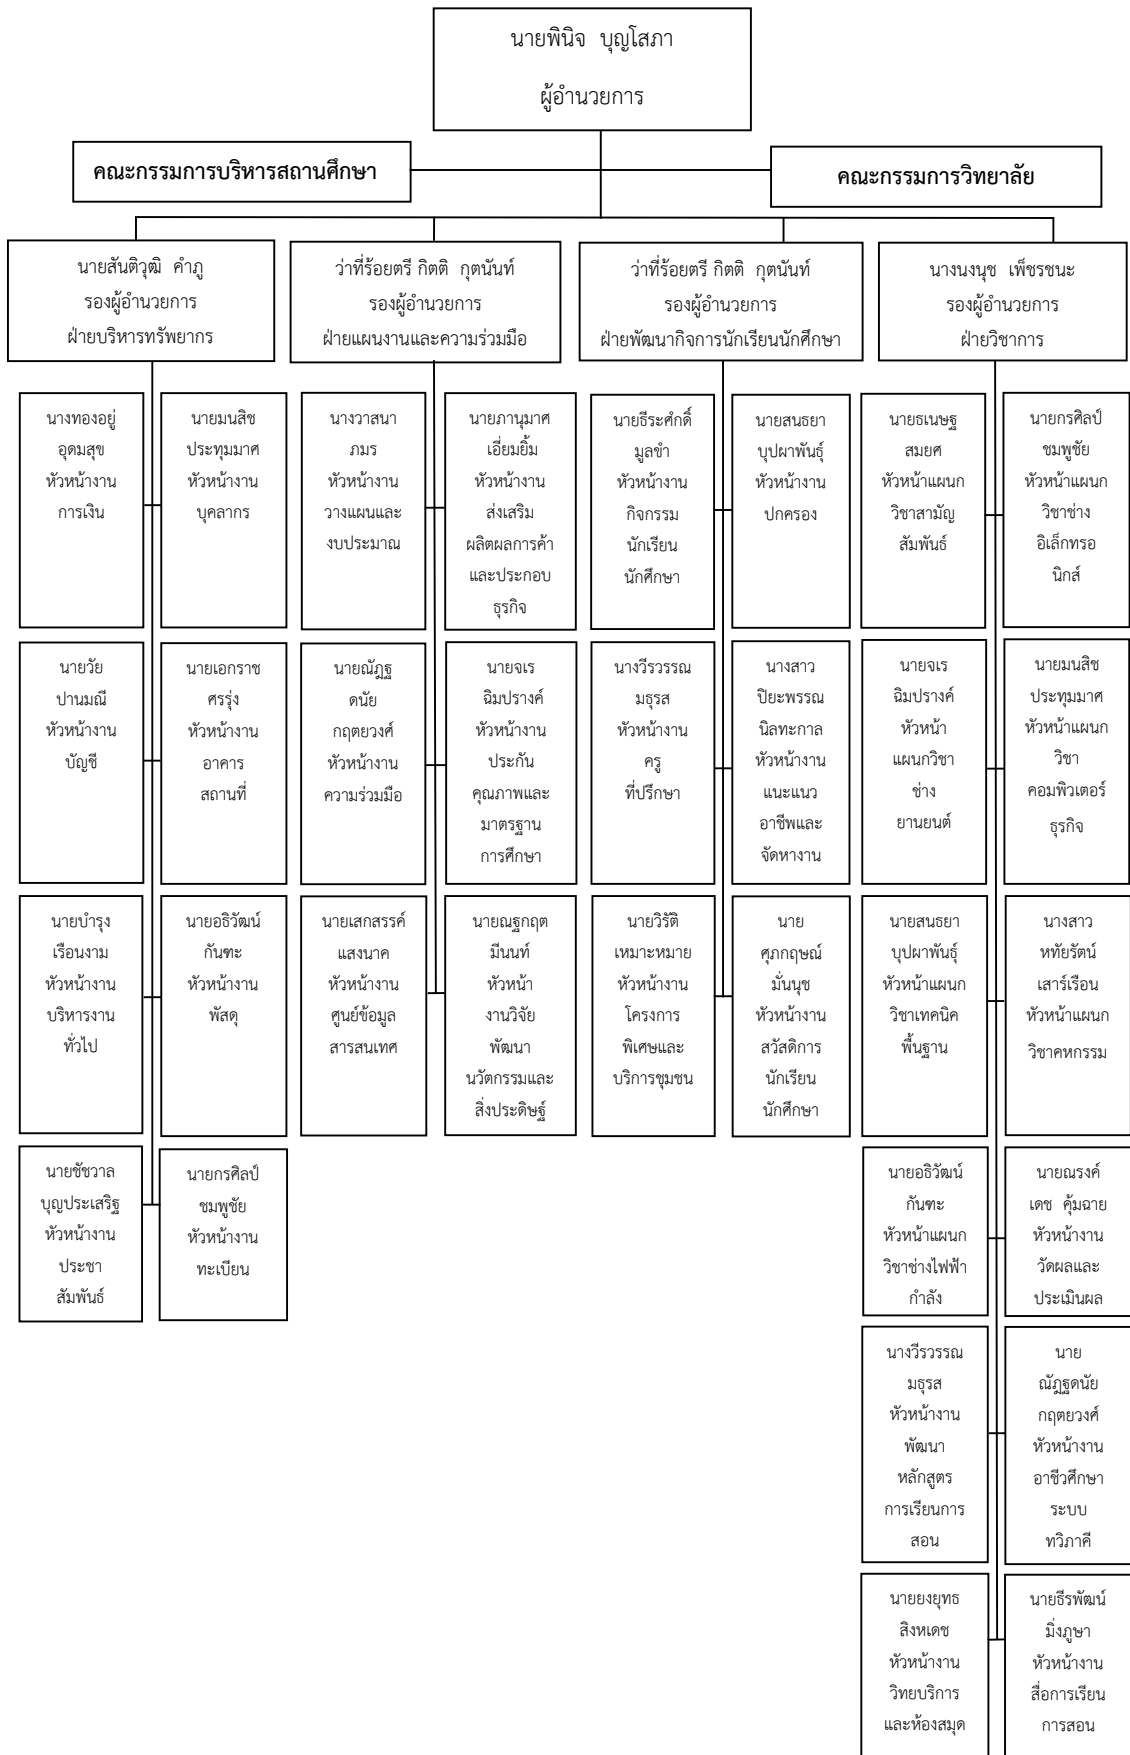 นายพินิจ บุญโสภา
ผู้อำนวยการ
คณะกรรมการบริหารสถานศึกษา
คณะกรรมการวิทยาลัย
นายสันติวุฒิ คำภู
รองผู้อำนวยการ
ฝ่ายบริหารทรัพยากร
ว่าที่ร้อยตรี กิตติ กุตนันท์
รองผู้อำนวยการ
ฝ่ายแผนงานและความร่วมมือ
ว่าที่ร้อยตรี กิตติ กุตนันท์
รองผู้อำนวยการ
ฝ่ายพัฒนากิจการนักเรียนนักศึกษา
นางนงนุช เพ็ชรชนะ
รองผู้อำนวยการ
ฝ่ายวิชาการ
นางทองอยู่
อุดมสุข
หัวหน้างาน
การเงิน
นายมนสิช
ประทุมมาศ
หัวหน้างาน
บุคลากร
นางวาสนา
ภมร
หัวหน้างาน
วางแผนและ
งบประมาณ
นายภานุมาศ
เอี่ยมยิ้ม
หัวหน้างาน
ส่งเสริม
ผลิตผลการค้า
และประกอบ
ธุรกิจ
นายธีระศักดิ์
มูลขำ
หัวหน้างาน
กิจกรรม
นักเรียน
นักศึกษา
นายสนธยา
บุปผาพันธุ์
หัวหน้างาน
ปกครอง
นายธเนษฐ
สมยศ
หัวหน้าแผนก
วิชาสามัญ
สัมพันธ์
นายกรศิลป์
ชมพูชัย
หัวหน้าแผนก
วิชาช่าง
อิเล็กทรอ
นิกส์
นายวัย
ปานมณี
หัวหน้างาน
บัญชี
นายเอกราช
ศรรุ่ง
หัวหน้างาน
อาคาร
สถานที่
นายณัฏฐ
ดนัย
กฤตยวงศ์
หัวหน้างาน
ความร่วมมือ
นายจเร
ฉิมปรางค์
หัวหน้างาน
ประกัน
คุณภาพและ
มาตรฐาน
การศึกษา
นางวีรวรรณ
มธุรส
หัวหน้างาน
ครู
ที่ปรึกษา
นางสาว
ปิยะพรรณ
นิลทะกาล
หัวหน้างาน
แนะแนว
อาชีพและ
จัดหางาน
นายจเร
ฉิมปรางค์
หัวหน้า
แผนกวิชา
ช่าง
ยานยนต์
นายมนสิช
ประทุมมาศ
หัวหน้าแผนก
วิชา
คอมพิวเตอร์
ธุรกิจ
นายบำรุง
เรือนงาม
หัวหน้างาน
บริหารงาน
ทั่วไป
นายอธิวัฒน์
กันฑะ
หัวหน้างาน
พัสดุ
นายเสกสรรค์
แสงนาค
หัวหน้างาน
ศูนย์ข้อมูล
สารสนเทศ
นายณฐกฤต
มีนนท์
หัวหน้า
งานวิจัย
พัฒนา
นวัตกรรมและ
สิ่งประดิษฐ์
นายวิรัติ
เหมาะหมาย
หัวหน้างาน
โครงการ
พิเศษและ
บริการชุมชน
นาย
ศุภกฤษณ์
มั่นนุช
หัวหน้างาน
สวัสดิการ
นักเรียน
นักศึกษา
นายสนธยา
บุปผาพันธุ์
หัวหน้าแผนก
วิชาเทคนิค
พื้นฐาน
นางสาว
หทัยรัตน์
เสาร์เรือน
หัวหน้าแผนก
วิชาคหกรรม
นายชัชวาล
บุญประเสริฐ
หัวหน้างาน
ประชา
สัมพันธ์
นายกรศิลป์
ชมพูชัย
หัวหน้างาน
ทะเบียน
นายอธิวัฒน์
กันฑะ
หัวหน้าแผนก
วิชาช่างไฟฟ้า
กำลัง
นายณรงค์
เดช คุ้มฉาย
หัวหน้างาน
วัดผลและ
ประเมินผล
นางวีรวรรณ
มธุรส
หัวหน้างาน
พัฒนา
หลักสูตร
การเรียนการ
สอน
นาย
ณัฏฐดนัย
กฤตยวงศ์
หัวหน้างาน
อาชีวศึกษา
ระบบ
ทวิภาคี
นายยงยุทธ
สิงหเดช
หัวหน้างาน
วิทยบริการ
และห้องสมุด
นายธีรพัฒน์
มิ่งภูษา
หัวหน้างาน
สื่อการเรียน
การสอน